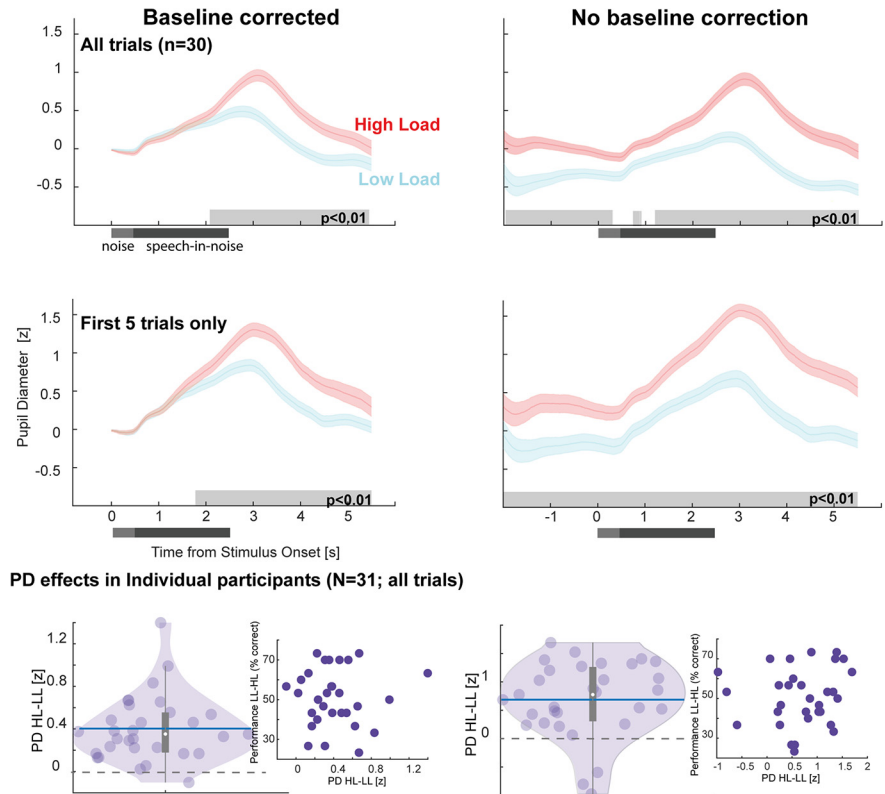 Baseline corrected
No baseline correction
1.5
1
0.5
0
-0.5
All trials (n=30)
High Load
Low Load
p<0,01
noise speech-in-noise
p<0,01
First 5 trials only
Pupil Diameter [z]
1.5
1
0.5
0
-0.5
p<0.01
0 1 2 3 4 5
Time from Stimulus Onset [s]
p<0.01
-1 0 1 2 3 4 5
PD effects in Individual participants (N=31; all trials)
PD HL-LL [z]
1.2
0.8
0.4
0
Performance LL-HL (% correct)
70
50
30
0 0.4 0.8 1.2
PD HL-LL [z]
PD HL-LL [z]
1
0
Performance LL-HL (% correct)
70
50
30
-1 -0.5 0 0.5 1 1.5 2
PD HL-LL [z]